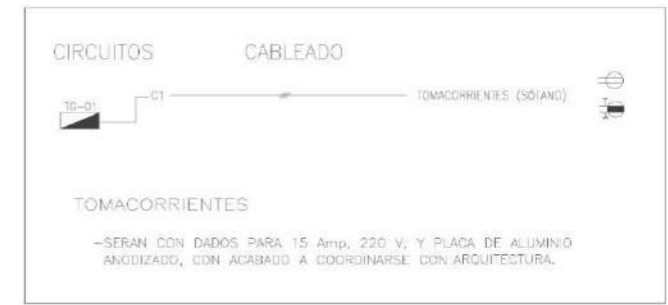 CIRCUITOS CABLEADO
TG-01 C1 TOMACORRIENTES (SÓTANO)
T
A
TOMACORRIENTES
-SERAN CON DADOS PARA 15 Amp, 220 V; Y PLACA DE ALUMINIO
ANODIZADO, CON ACABADO A COORDINARSE CON ARQUITECTURA.